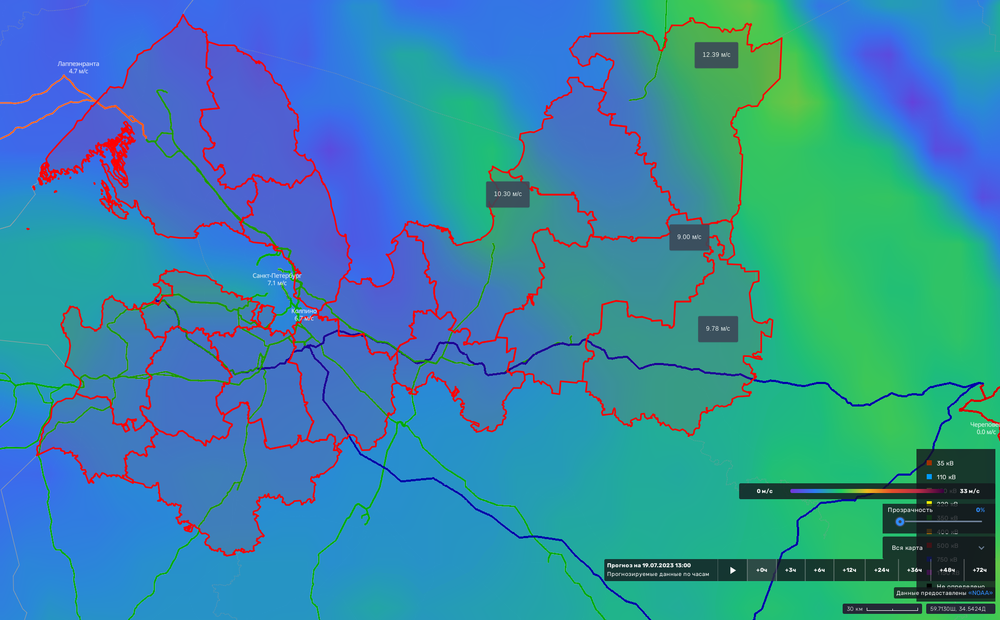 12.39 м/с
Лаппеэнранта
4.7 м/с
10.30 м/с
9.00 м/с
Санкт-Петербург
7.1 м/с
Колпино
6.7 м/с
9.78 м/с
Череповец
0.0 м/с
35 кВ
110 кВ
0 м/с
0 кВ
33 м/с
220 кВ
Прозрачность
0%
350 кВ
400 кВ
Вся карта
500 кВ
750 кВ
Прогноз на 19.07.2023 13:00
Прогнозируемые данные по часам
+0ч
+3ч
+6ч
+12ч
+24ч
+36ч
+48ч
+72ч
1150 кВ
Не определено
Данные предоставлены «NOAA»
30 км
59.7130Ш, 34.5424Д